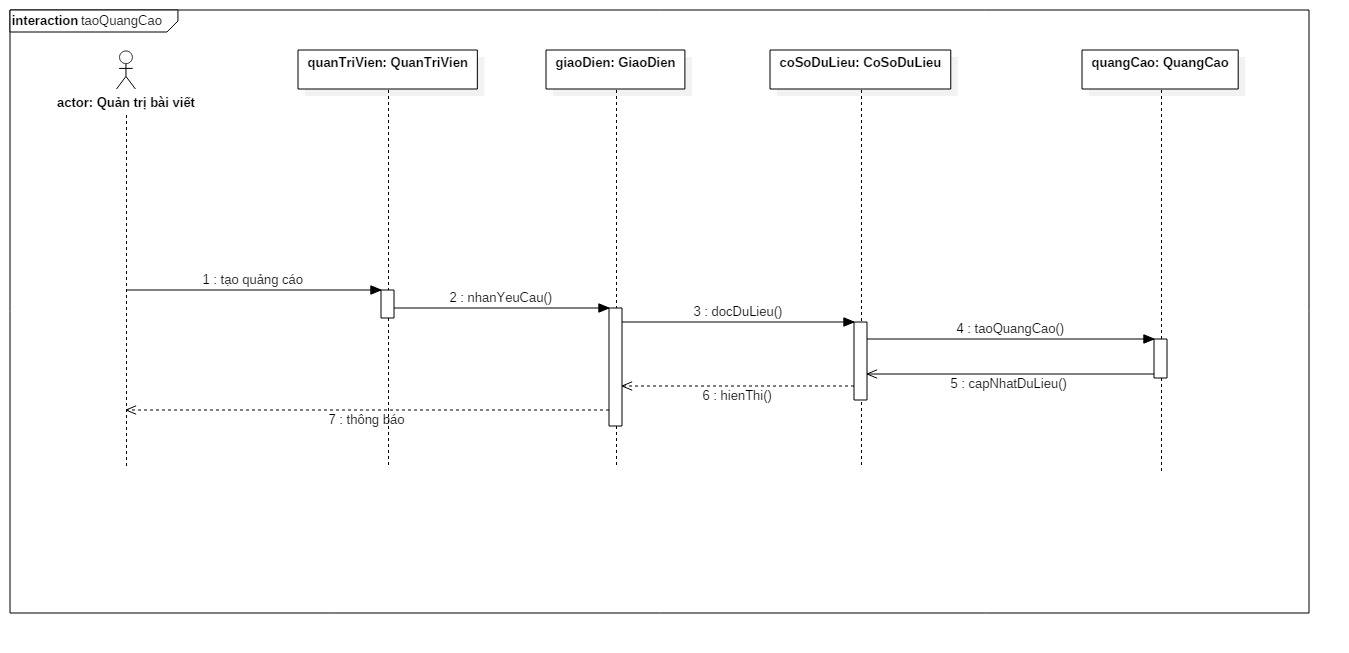 interaction taoQuangCao
quanTriVien: QuanTriVien
giaoDien: GiaoDien
coSoDuLieu: CoSoDuLieu
quangCao: QuangCao
actor: Quản trị bài viết
1 : tạo quảng cáo
2 : nhanYeuCau()
3 : docDuLieu()
4 : taoQuangCao()
5 : capNhatDuLieu()
6 : hienThi()
7 : thông báo